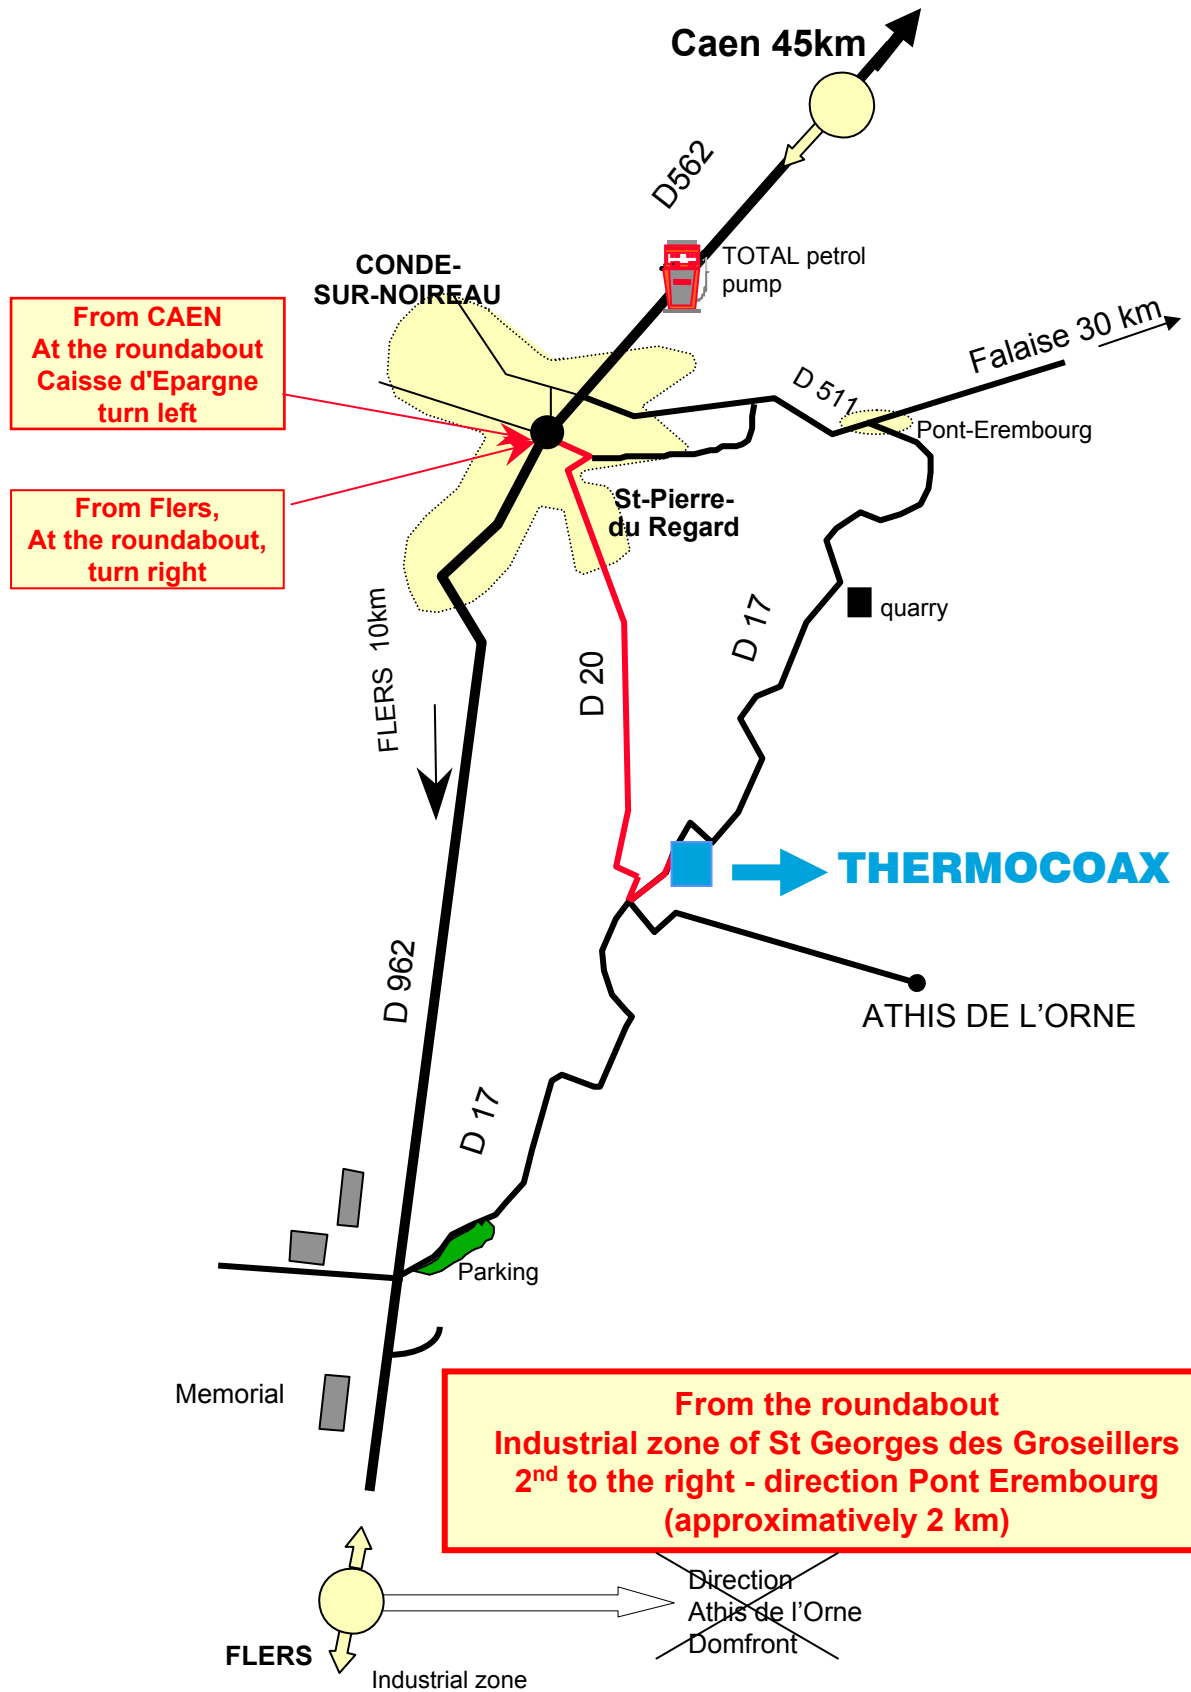 Caen 45km
D562
TOTAL petrol
pump
CONDE-
SUR-NOIREAU
From CAEN
At the roundabout
Caisse d'Epargne
turn left
Falaise 30 km
D 511
Pont-Erembourg
From Flers,
At the roundabout,
turn right
St-Pierre-
du Regard
quarry
FLERS 10km
D 20
D 17
THERMOCOAX
D 962
ATHIS DE L’ORNE
D 17
Parking
Memorial
From the roundabout
Industrial zone of St Georges des Groseillers
2nd to the right - direction Pont Erembourg
(approximatively 2 km)
Direction
Athis de l’Orne
Domfront
FLERS
Industrial zone